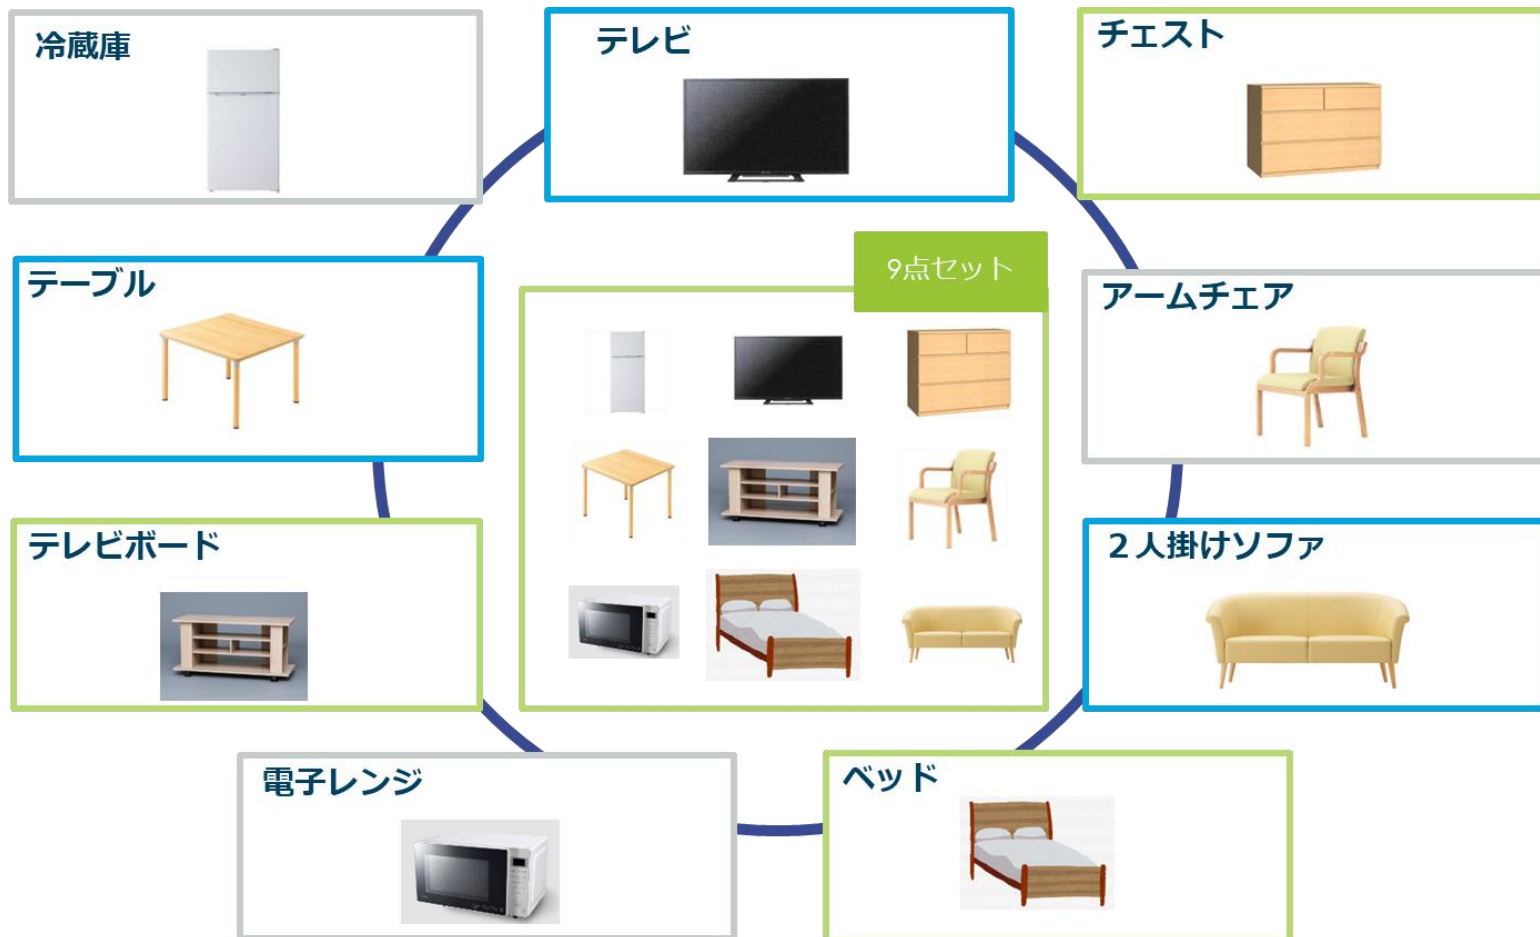 冷蔵庫
テレビ
チェスト
テーブル
9点セット
アームチェア
テレビボード
２人掛けソファ
電子レンジ
ベッド